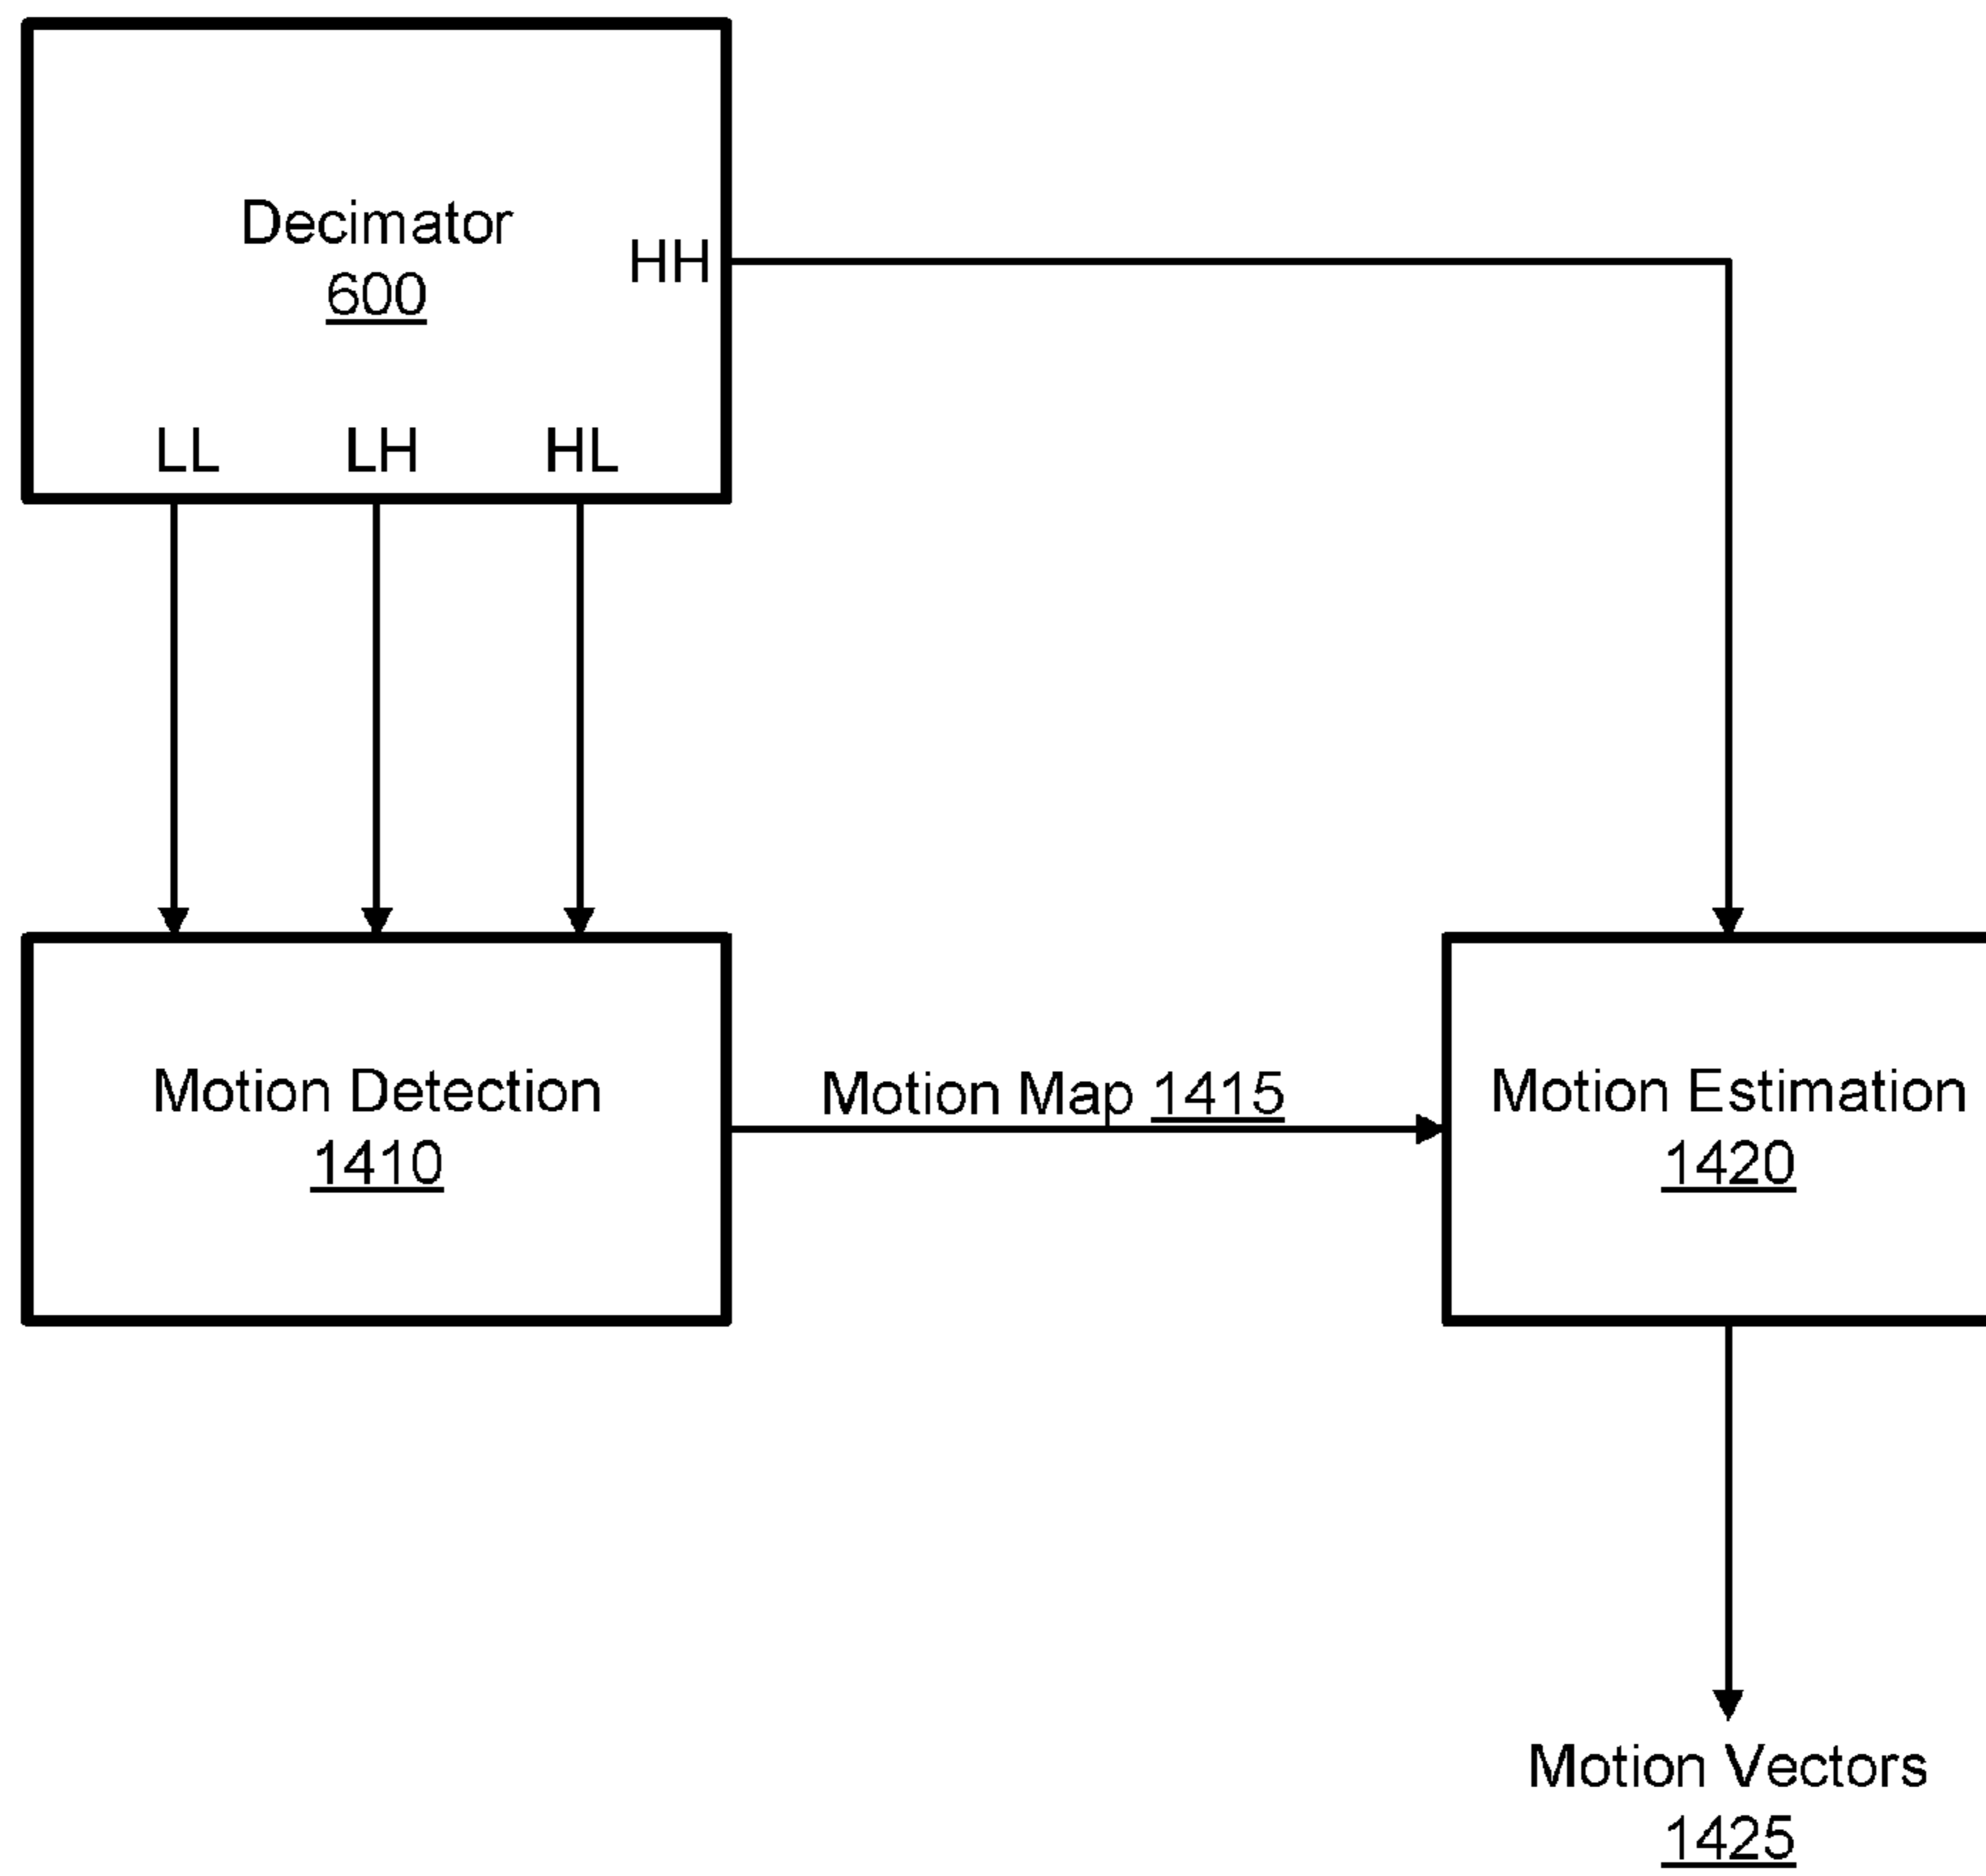 Decimator
600
HH
LL LH HL
Motion Detection
1410
Motion Map 1415
Motion Estimation
1420
Motion Vectors
1425